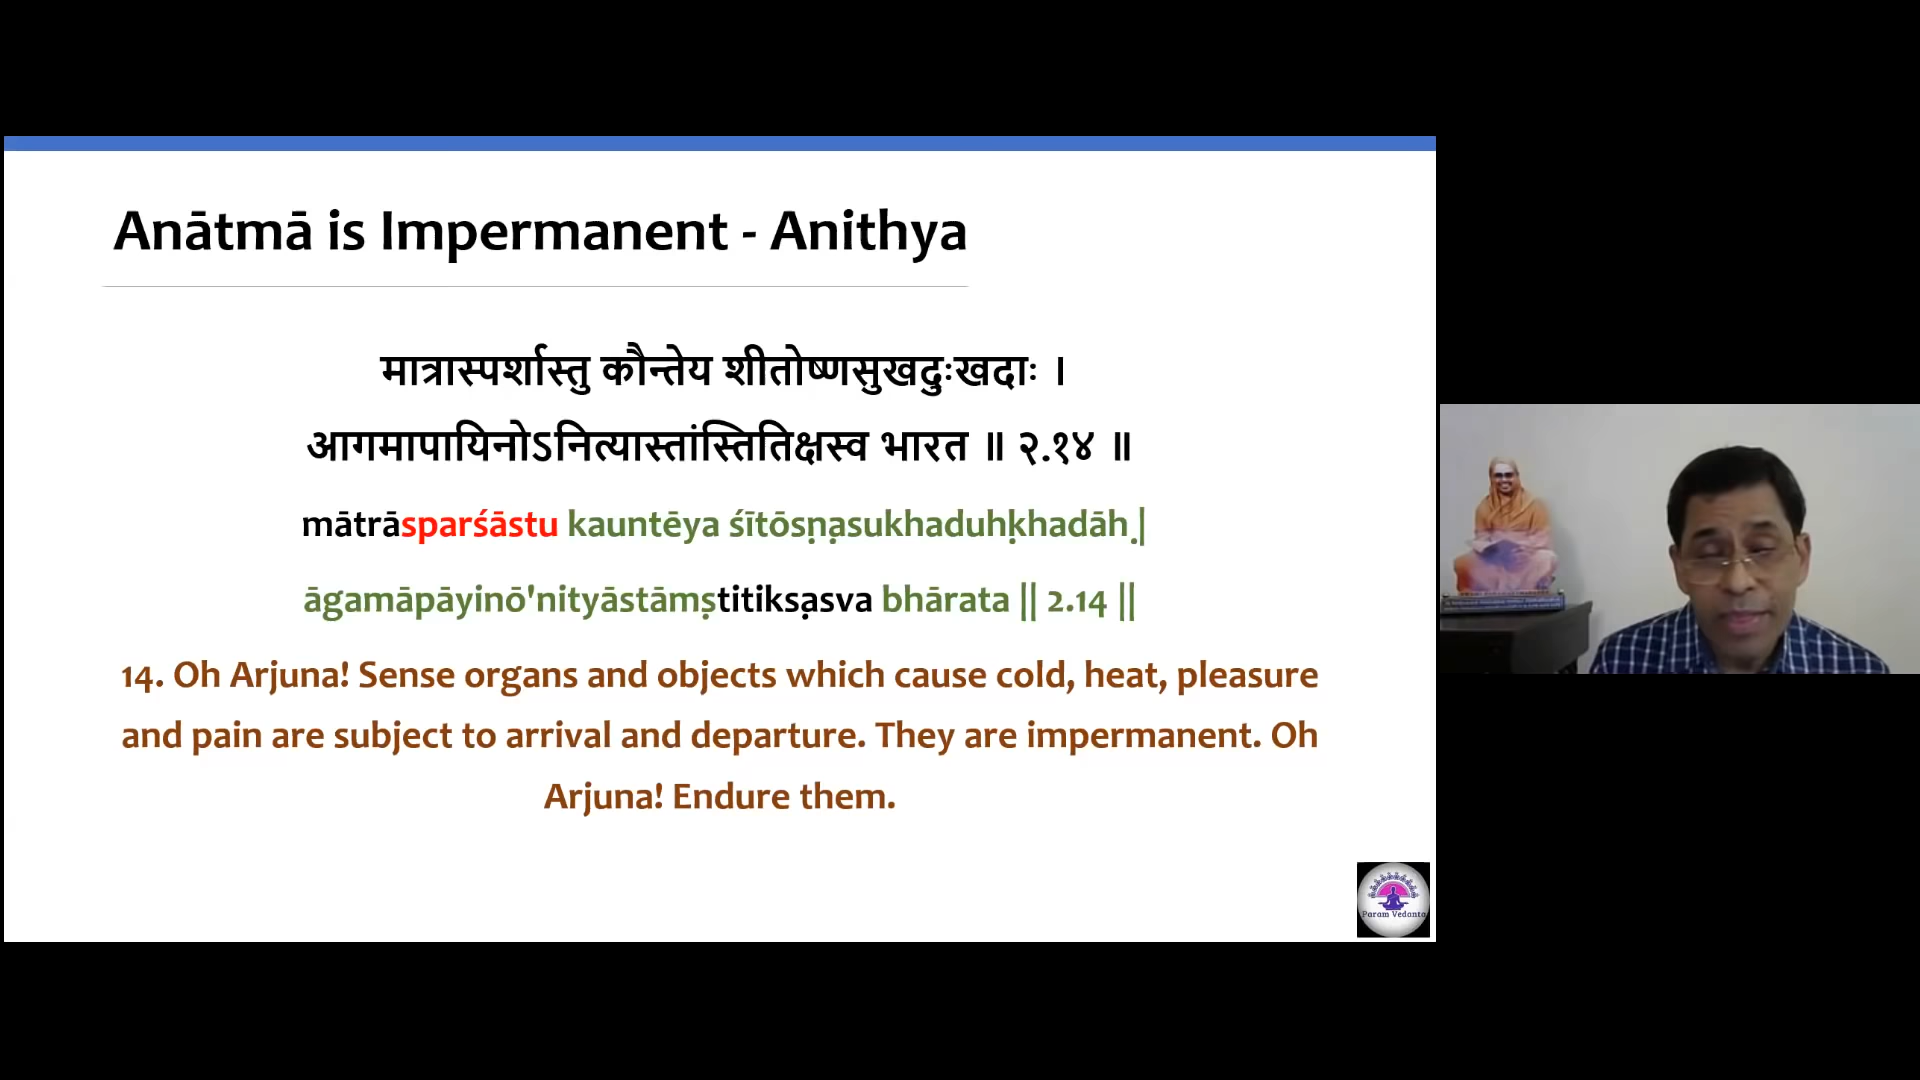 Anātmā is Impermanent - Anithya
मात्रास्पर्शास्तु कौन्तेय शीतोष्णसुखदुःखदाः ।
आगमापायिनोऽनित्यास्तांस्तितिक्षस्व भारत ॥ २.१४ ॥
mātrāsparśāstu kauntēya śītōsṇạsukhaduhḳhadāh ̣|
āgamāpāyinō'nityāstāmṣtitiksạsva bhārata || 2.14 ||
14. Oh Arjuna! Sense organs and objects which cause cold, heat, pleasure
and pain are subject to arrival and departure. They are impermanent. Oh
Arjuna! Endure them.
Param Vedanta